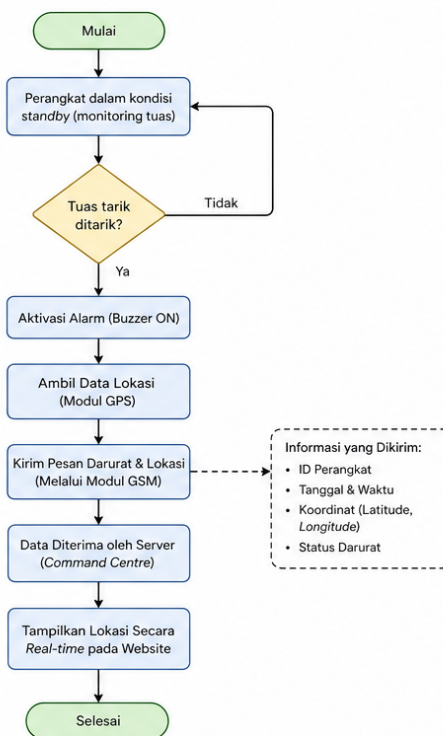 Mulai
Perangkat dalam kondisi
standby (monitoring tuas)
Tuas tarik
ditarik?
Tidak
Ya
Aktivasi Alarm (Buzzer ON)
Ambil Data Lokasi
(Modul GPS)
Kirim Pesan Darurat & Lokasi
(Melalui Modul GSM)
Informasi yang Dikirim:
• ID Perangkat
• Tanggal & Waktu
• Koordinat (Latitude,
Longitude)
• Status Darurat
Data Diterima oleh Server
(Command Centre)
Tampilkan Lokasi Secara
Real-time pada Website
Selesai